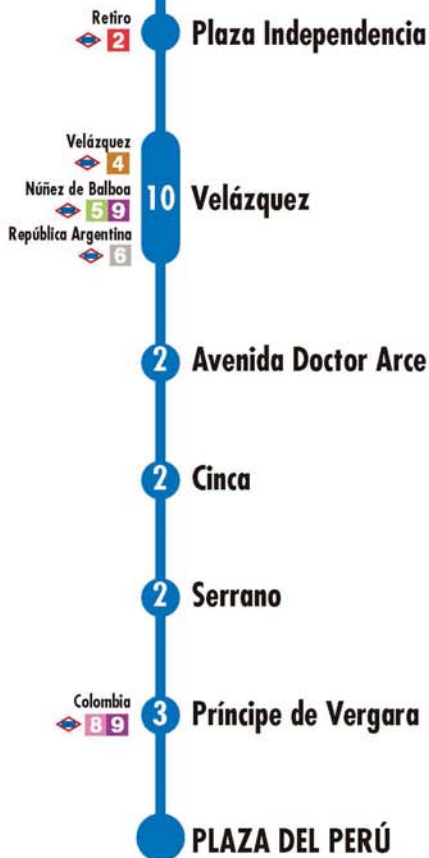 Retiro
2
Plaza Independencia
Velázquez
4
Núñez de Balboa
5 9
República Argentina
6
10
Velázquez
2
Avenida Doctor Arce
2
Cinca
2
Serrano
Colombia
8 9
3
Príncipe de Vergara
PLAZA DEL PERÚ